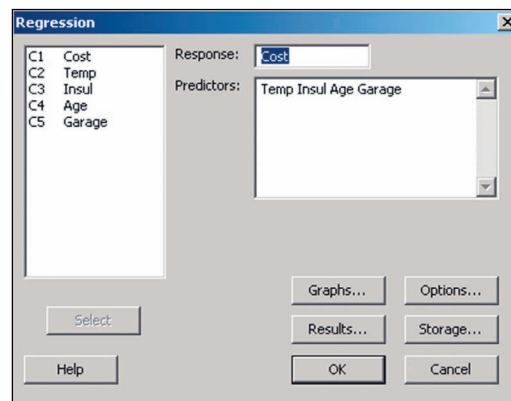 Regression
C1 Cost
C2 Temp
C3 Insul
C4 Age
C5 Garage
Response: Cost
Predictors: Temp Insul Age Garage
Select
Graphs... Options...
Results... Storage...
Help OK Cancel